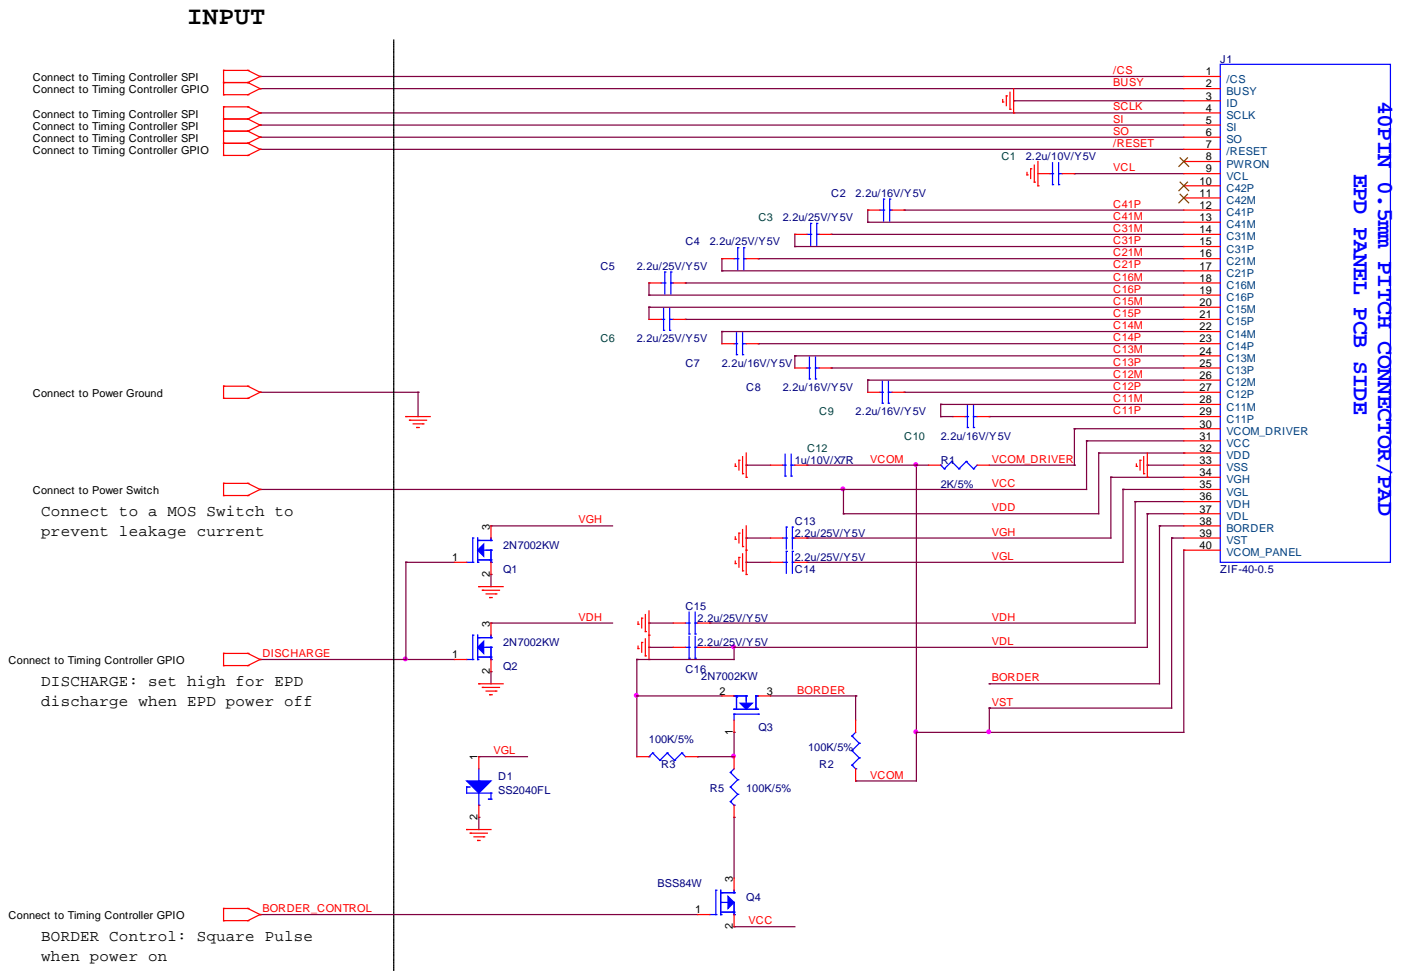 INPUT
J1
Connect to Timing Controller SPI
/CS
1
/CS
Connect to Timing Controller GPIO
BUSY
2
BUSY
3
ID
Connect to Timing Controller SPI
SCLK
4
SCLK
Connect to Timing Controller SPI
SI
5
SI
Connect to Timing Controller SPI
SO
6
SO
Connect to Timing Controller GPIO
/RESET
7
/RESET
8
PWRON
C1 2.2u/10V/Y5V
VCL
9
VCL
10
C42P
11
C42M
C2 2.2u/16V/Y5V
C41P
12
C41P
C41M
13
C41M
C3 2.2u/25V/Y5V
C31M
14
C31M
C31P
15
C31P
C4 2.2u/25V/Y5V
C21M
16
C21M
C21P
17
C21P
C5 2.2u/25V/Y5V
C16M
18
C16M
C16P
19
C16P
C15M
20
C15M
C15P
21
C15P
C6 2.2u/25V/Y5V
C14M
22
C14M
C14P
23
C14P
C7 2.2u/16V/Y5V
C13M
24
C13M
C13P
25
C13P
C8 2.2u/16V/Y5V
C12M
26
C12M
C12P
27
C12P
C9 2.2u/16V/Y5V
C11M
28
C11M
C11P
29
C11P
C10 2.2u/16V/Y5V
30
VCOM_DRIVER
31
VCC
32
VDD
33
VSS
34
VGH
35
VGL
36
VDH
37
VDL
38
BORDER
39
VST
40
VCOM_PANEL
ZIF-40-0.5
40PIN 0.5mm PITCH CONNECTOR/PAD
EPD PANEL PCB SIDE
Connect to Power Ground
C12
1u/10V/X7R
VCOM
R1
2K/5%
VCOM_DRIVER
Connect to Power Switch
VCC
Connect to a MOS Switch to
prevent leakage current
VDD
VGH
3
2N7002KW
1
Q1
2
C13
2.2u/25V/Y5V
VGH
2.2u/25V/Y5V
C14
VGL
VDH
3
2N7002KW
1
Q2
2
C15
2.2u/25V/Y5V
VDH
2.2u/25V/Y5V
C16
VDL
Connect to Timing Controller GPIO
DISCHARGE
DISCHARGE: set high for EPD
discharge when EPD power off
2N7002KW
2
3
BORDER
Q3
1
BORDER
VST
100K/5%
R3
100K/5%
R2
VCOM
R5 100K/5%
VGL
1
D1
SS2040FL
2
BSS84W
3
Q4
1
2
VCC
Connect to Timing Controller GPIO
BORDER_CONTROL
BORDER Control: Square Pulse
when power on